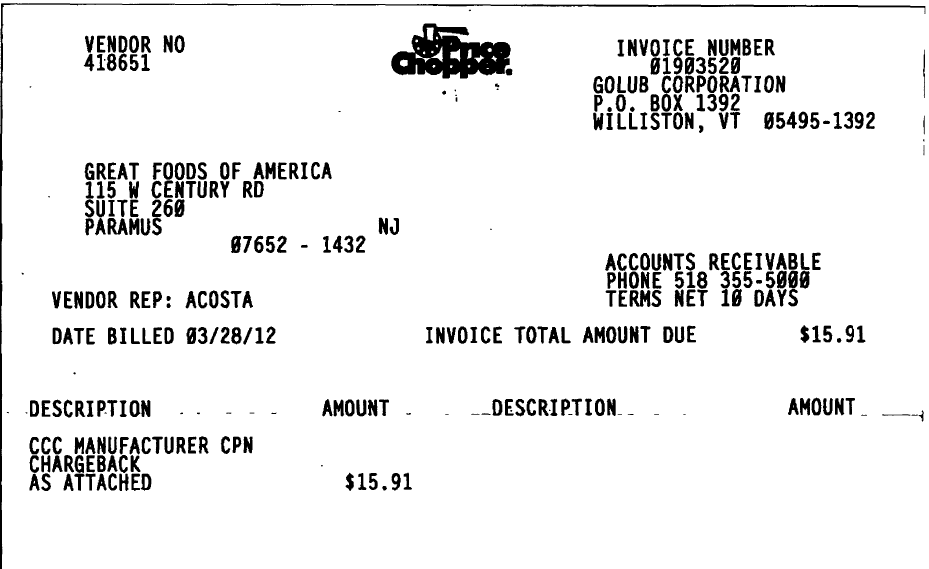 VENDOR NO
418651
Price
Chopper.
INVOICE NUMBER
01903520
GOLUB CORPORATION
P.O. BOX 1392
WILLISTON, VT 05495-1392
GREAT FOODS OF AMERICA
115 W CENTURY RD
SUITE 260
PARAMUS NJ
07652 - 1432
ACCOUNTS RECEIVABLE
PHONE 518 355-5000
TERMS NET 10 DAYS
VENDOR REP: ACOSTA
DATE BILLED 03/28/12 INVOICE TOTAL AMOUNT DUE $15.91
DESCRIPTION AMOUNT DESCRIPTION AMOUNT
CCC MANUFACTURER CPN
CHARGEBACK
AS ATTACHED $15.91